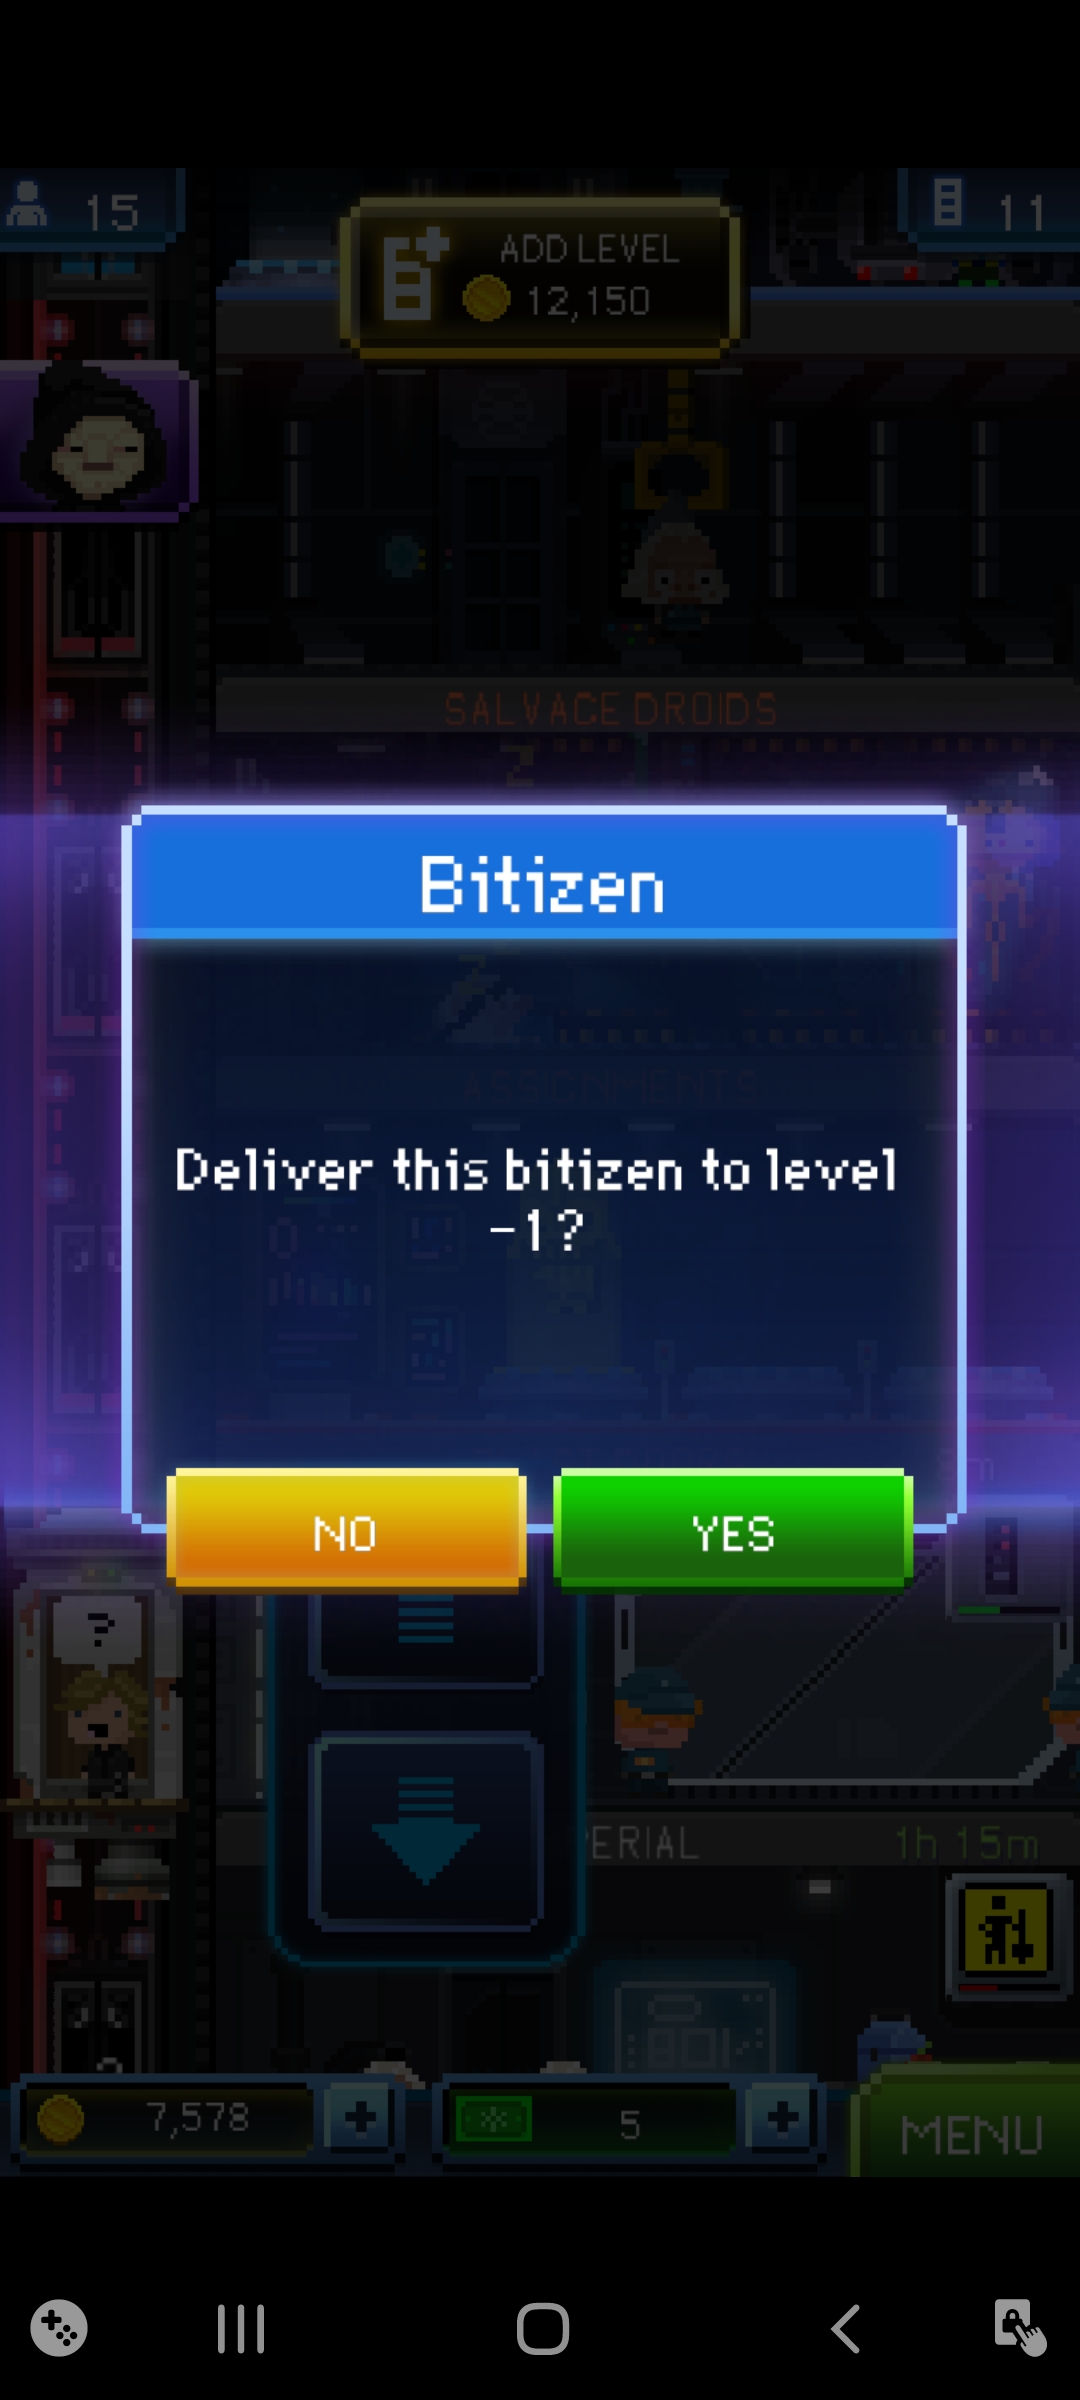 15
ADD LEVEL
12,150
11
SALVAGE DROIDS
Z
Bitizen
ASSIGNMENTS
Deliver this bitizen to level
-1?
NO
YES
?
PERIAL
1h 15m
7,578
5
MENU